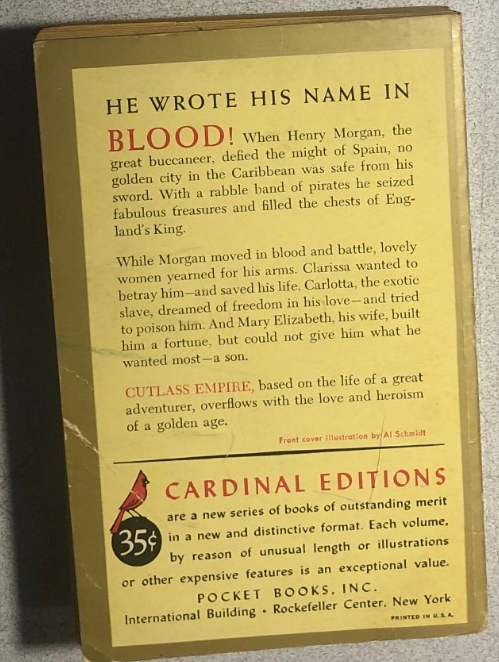 HE WROTE HIS NAME IN
BLOOD! When Henry Morgan, the
great buccaneer, defied the might of Spain, no
golden city in the Caribbean was safe from his
sword. With a rabble band of pirates he seized
fabulous treasures and filled the chests of Eng-
land's King.
While Morgan moved in blood and battle, lovely
women yearned for his arms. Clarissa wanted to
betray him—and saved his life. Carlotta, the exotic
slave, dreamed of freedom in his love—and tried
to poison him. And Mary Elizabeth, his wife, built
him a fortune, but could not give him what he
wanted most—a son.
CUTLASS EMPIRE, based on the life of a great
adventurer, overflows with the love and heroism
of a golden age.
Front cover illustration by Al Schmidt
CARDINAL EDITIONS
35¢
are a new series of books of outstanding merit
in a new and distinctive format. Each volume,
by reason of unusual length or illustrations
or other expensive features is an exceptional value.
POCKET BOOKS, INC.
International Building • Rockefeller Center, New York
PRINTED IN U.S.A.